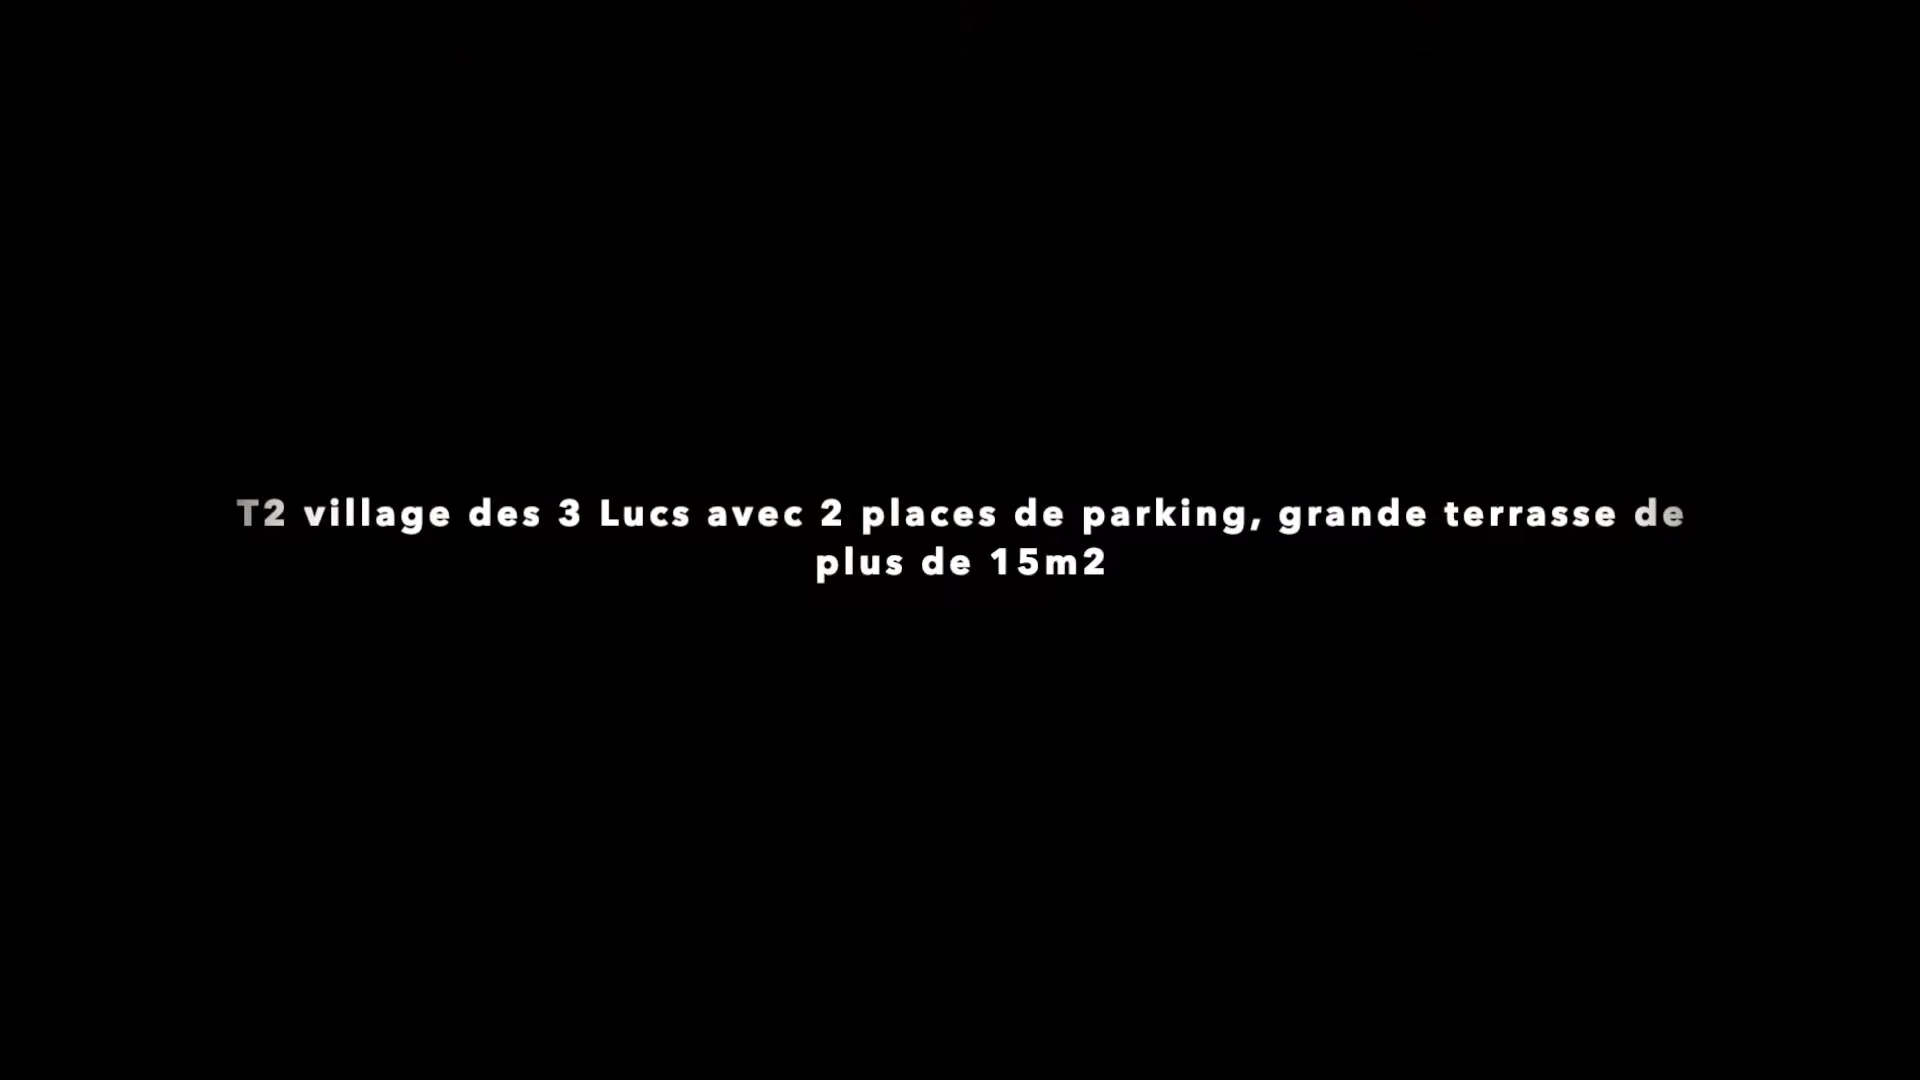 T2 village des 3 Lucs avec 2 places de parking, grande terrasse de
plus de 15m2